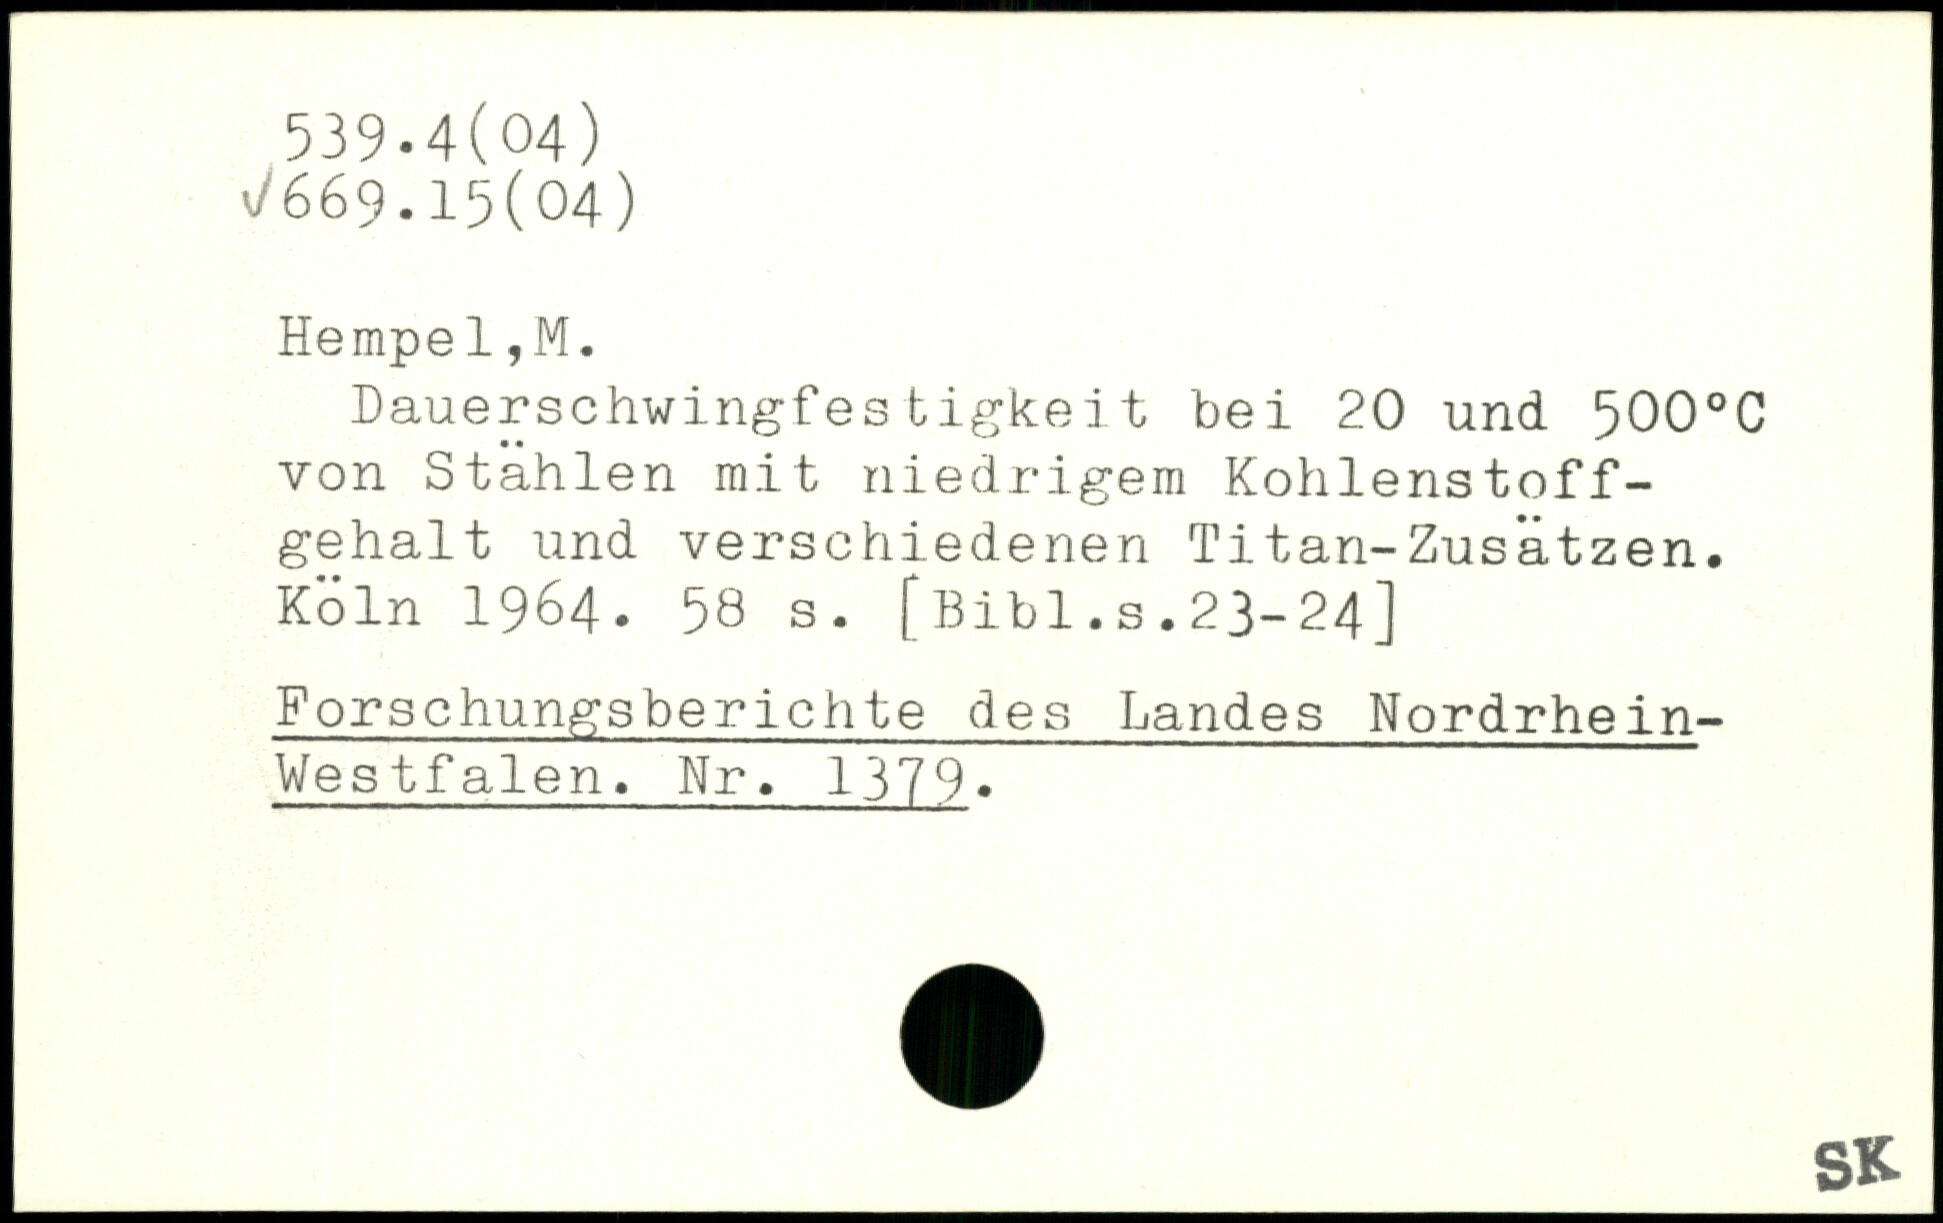 539.4(04)
✓669.15(04)
Hempel,M.
Dauerschwingfestigkeit bei 20 und 500°C
von Stählen mit niedrigem Kohlenstoff-
gehalt und verschiedenen Titan-Zusätzen.
Köln 1964. 58 s. [Bibl.s.23-24]
Forschungsberichte des Landes Nordrhein-
Westfalen. Nr. 1379.
SK